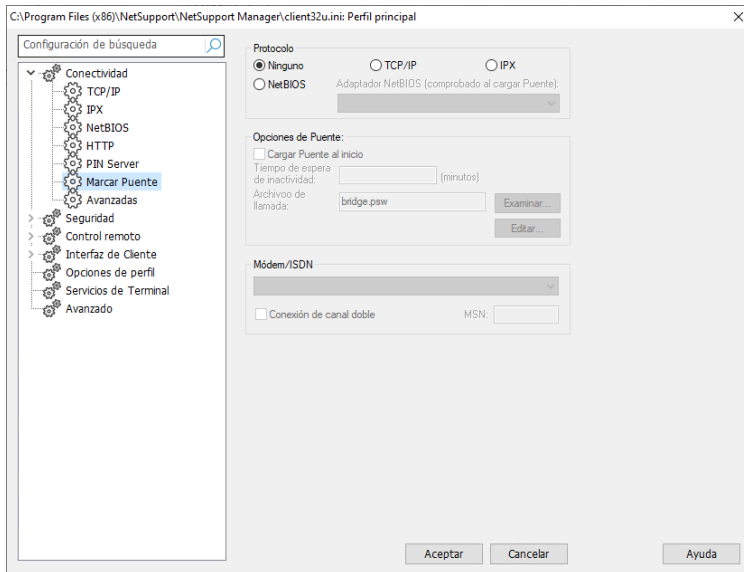 C:\Program Files (x86)\NetSupport\NetSupport Manager\client32u.ini: Perfil principal
Configuración de búsqueda
Conectividad
TCP/IP
IPX
NetBIOS
HTTP
PIN Server
Marcar Puente
Avanzadas
Seguridad
Control remoto
Interfaz de Cliente
Opciones de perfil
Servicios de Terminal
Avanzado
Protocolo
Ninguno TCP/IP IPX
NetBIOS Adaptador NetBIOS (comprobado al cargar Puente):
Opciones de Puente:
Cargar Puente al inicio
Tiempo de espera
de inactividad: (minutos)
Archivoo de
llamada: bridge.psw Examinar...
Editar...
Módem/ISDN
Conexión de canal doble MSN:
Aceptar Cancelar Ayuda